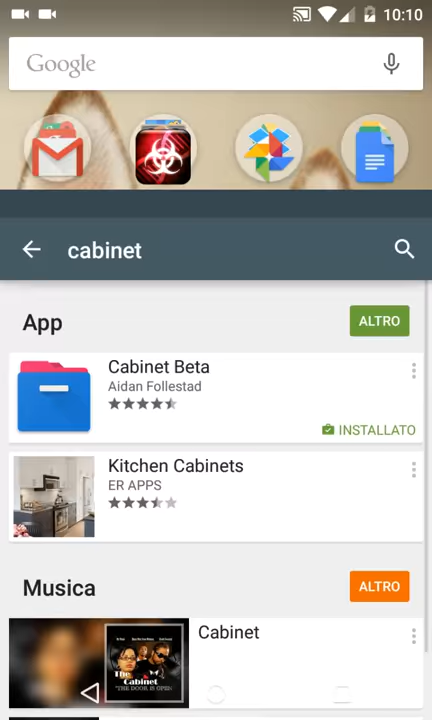 10:10
Google
cabinet
App
ALTRO
Cabinet Beta
Aidan Follestad
INSTALLATO
Kitchen Cabinets
ER APPS
Musica
ALTRO
Cabinet
The Cabinet
"THE DOOR IS OPEN"